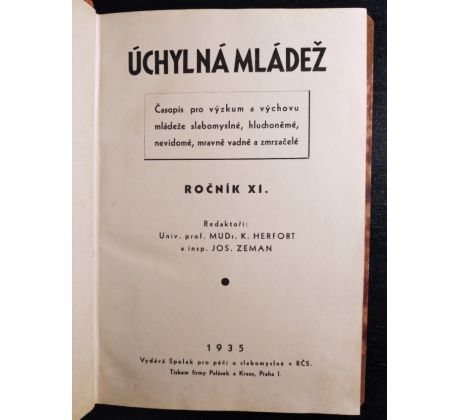 ÚCHYLNÁ MLÁDEŽ
Časopis pro výzkum a výchovu
mládeže slabomyslné, hluchoněmé,
nevidomé, mravně vadné a zmrzačelé
ROČNÍK XI.
Redaktoři:
Univ. prof. MUDr. K. HERFORT
a insp. JOS. ZEMAN
1935
Vydává Spolek pro péči o slabomyslné v RČS.
Tiskem firmy Palásek a Kraus, Praha I.